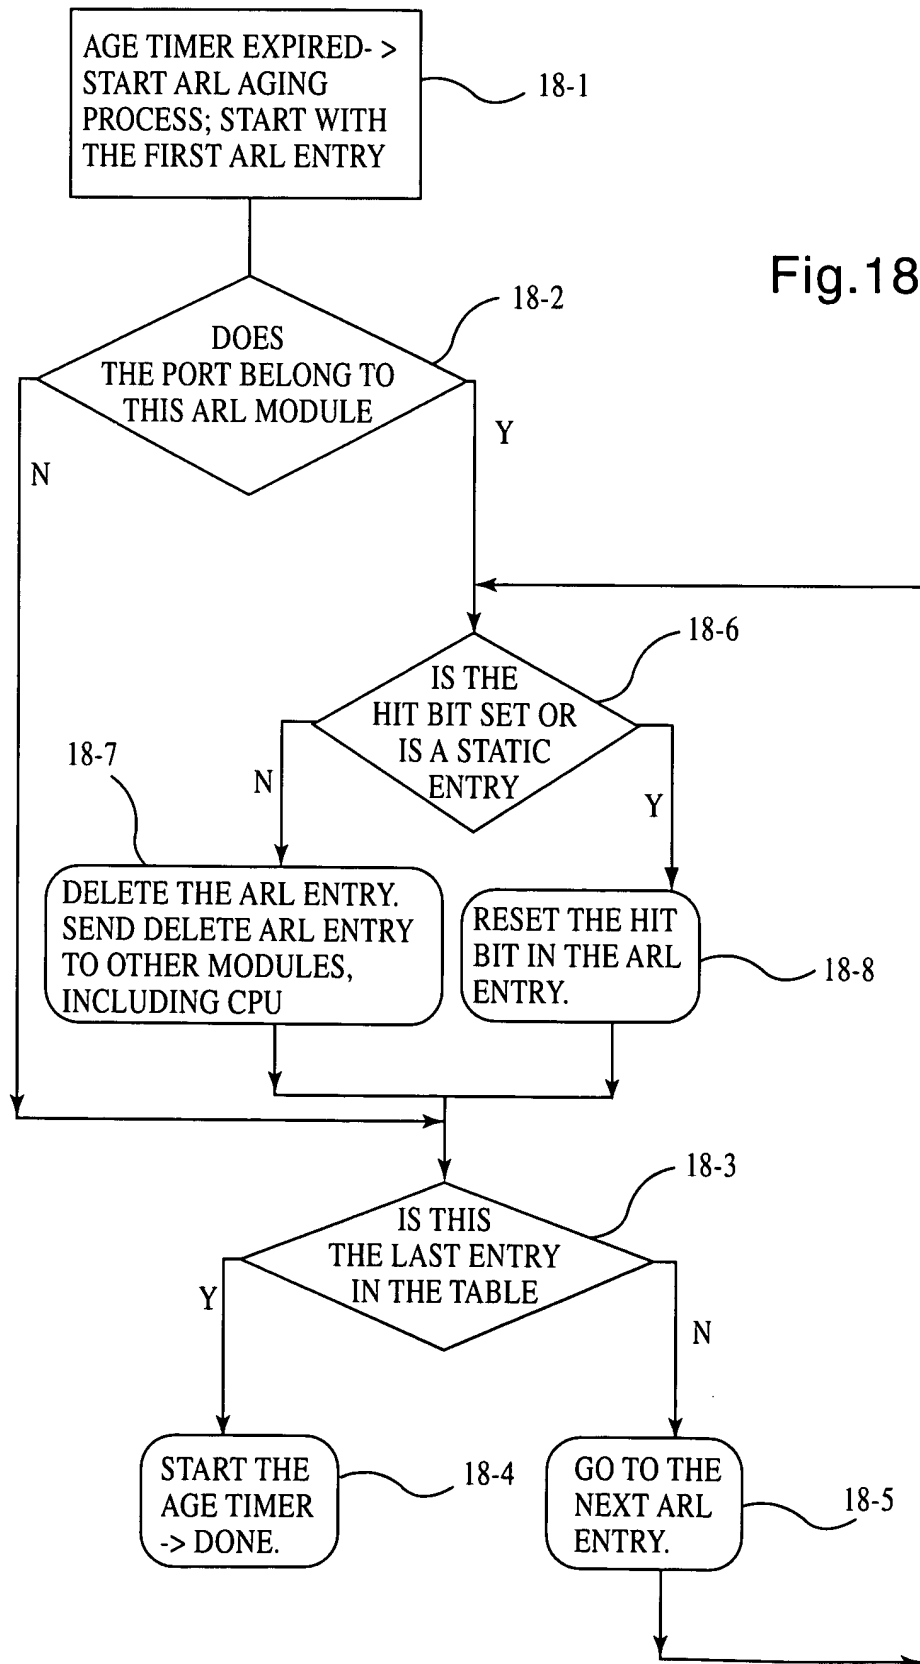 AGE TIMER EXPIRED- >
START ARL AGING
PROCESS; START WITH
THE FIRST ARL ENTRY
18-1
Fig.18
18-2
DOES
THE PORT BELONG TO
THIS ARL MODULE
Y
N
18-6
IS THE
HIT BIT SET OR
IS A STATIC
ENTRY
18-7
N
Y
DELETE THE ARL ENTRY.
SEND DELETE ARL ENTRY
TO OTHER MODULES,
INCLUDING CPU
RESET THE HIT
BIT IN THE ARL
ENTRY.
18-8
18-3
IS THIS
THE LAST ENTRY
IN THE TABLE
Y
N
START THE
AGE TIMER
-> DONE.
18-4
GO TO THE
NEXT ARL
ENTRY.
18-5